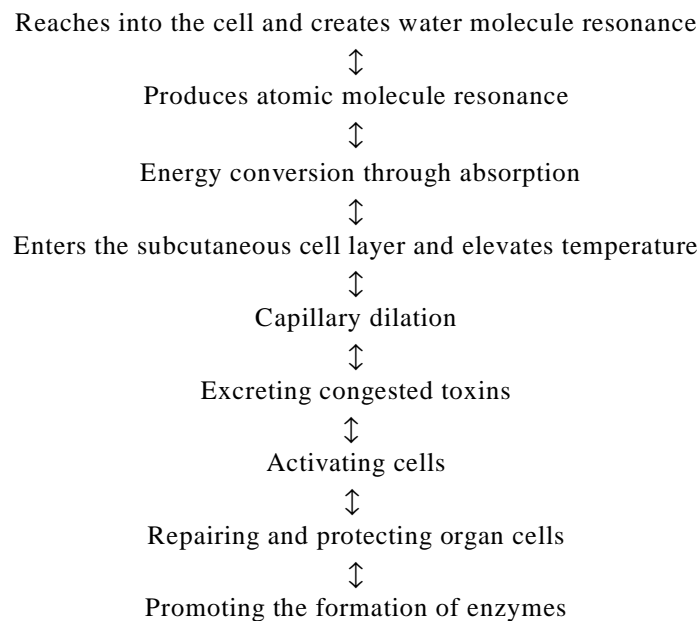 Reaches into the cell and creates water molecule resonance
↕
Produces atomic molecule resonance
↕
Energy conversion through absorption
↕
Enters the subcutaneous cell layer and elevates temperature
↕
Capillary dilation
↕
Excreting congested toxins
↕
Activating cells
↕
Repairing and protecting organ cells
↕
Promoting the formation of enzymes